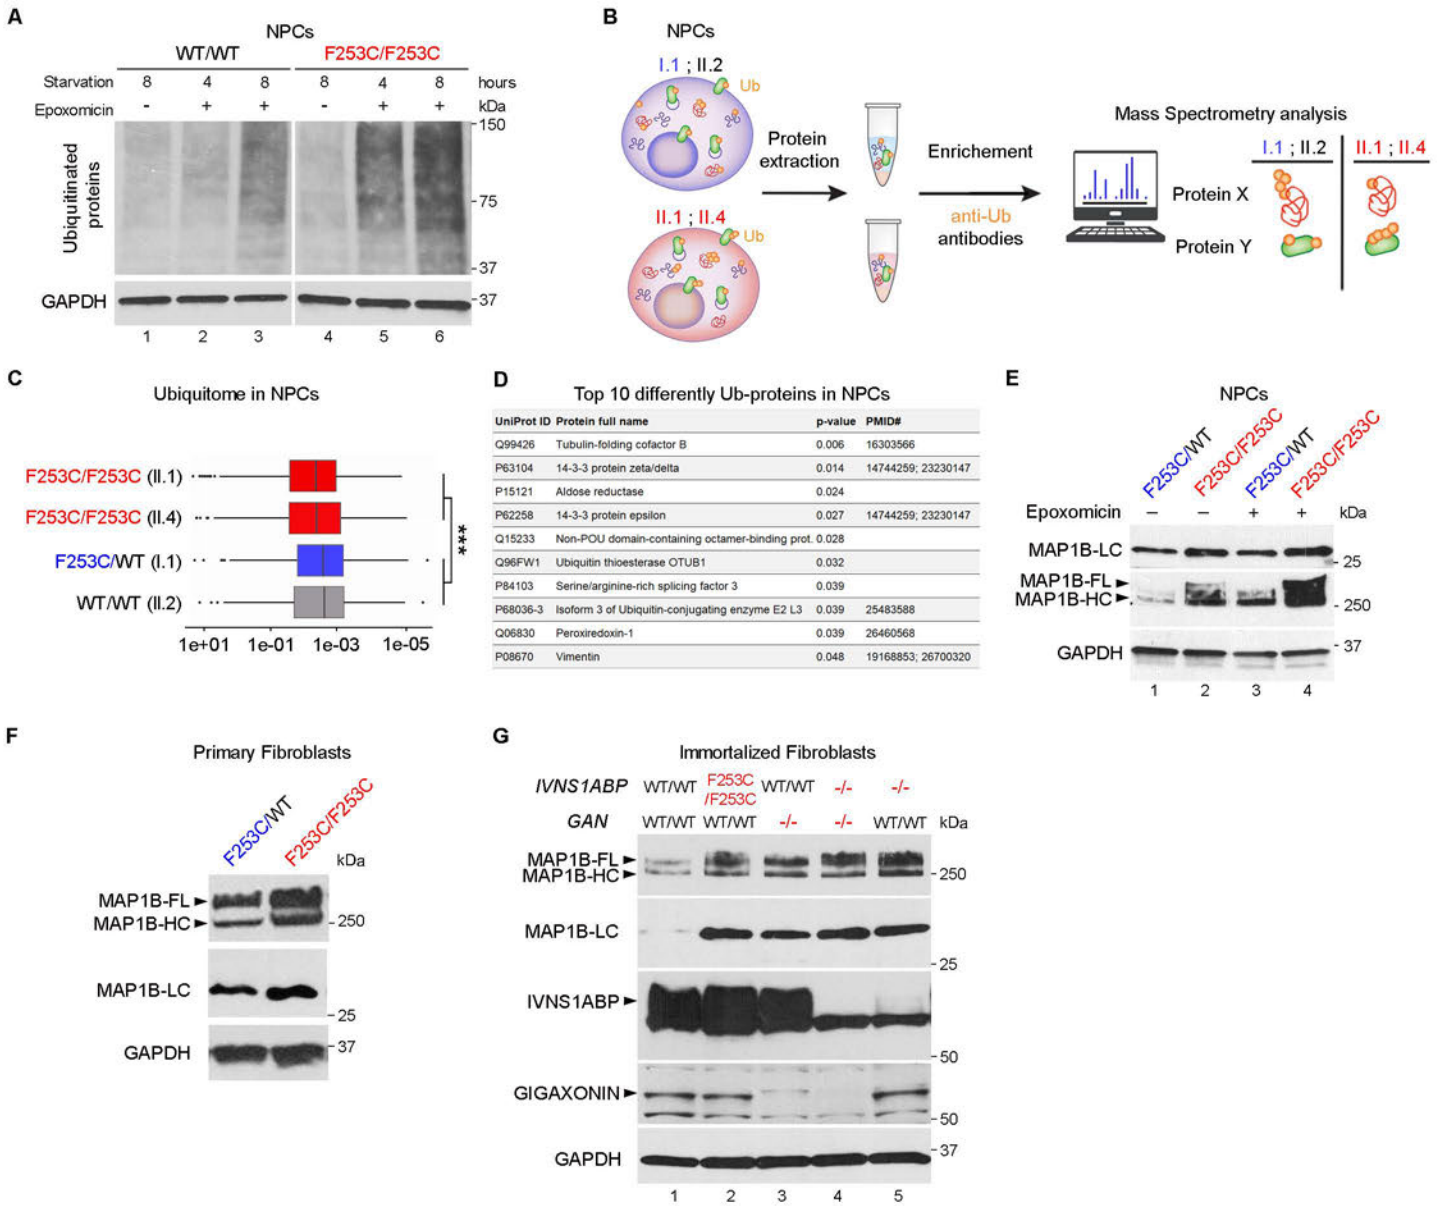 A
NPCs
WT/WT F253C/F253C
Starvation 8 4 8 8 4 8 hours
Epoxomicin - + + - + + kDa
150
Ubiquitinated
proteins
75
37
GAPDH 37
1 2 3 4 5 6
B
NPCs
I.1 ; II.2
Ub
II.1 ; II.4
Ub
Protein
extraction
Enrichement
anti-Ub
antibodies
Mass Spectrometry analysis
I.1 ; II.2 II.1 ; II.4
Protein X
Protein Y
C
Ubiquitome in NPCs
F253C/F253C (II.1)
F253C/F253C (II.4)
F253C/WT (I.1)
WT/WT (II.2)
***
1e+01 1e-01 1e-03 1e-05
D
Top 10 differently Ub-proteins in NPCs
UniProt ID Protein full name p-value PMID#
Q99426 Tubulin-folding cofactor B 0.006 16303566
P63104 14-3-3 protein zeta/delta 0.014 14744259; 23230147
P15121 Aldose reductase 0.024
P62258 14-3-3 protein epsilon 0.027 14744259; 23230147
Q15233 Non-POU domain-containing octamer-binding prot. 0.028
Q96FW1 Ubiquitin thioesterase OTUB1 0.032
P84103 Serine/arginine-rich splicing factor 3 0.039
P68036-3 Isoform 3 of Ubiquitin-conjugating enzyme E2 L3 0.039 25483588
Q06830 Peroxiredoxin-1 0.039 26460568
P08670 Vimentin 0.048 19168853; 26700320
E
NPCs
F253C/WT F253C/F253C F253C/WT F253C/F253C
Epoxomicin - - + + kDa
MAP1B-LC
25
MAP1B-FL
MAP1B-HC 250
37
GAPDH
1 2 3 4
F
Primary Fibroblasts
F253C/WT F253C/F253C
kDa
MAP1B-FL
MAP1B-HC 250
MAP1B-LC
25
37
GAPDH
G
Immortalized Fibroblasts
IVNS1ABP WT/WT F253C/F253C WT/WT -/- -/-
GAN WT/WT WT/WT -/- -/- WT/WT kDa
MAP1B-FL
MAP1B-HC 250
MAP1B-LC
25
IVNS1ABP
50
GIGAXONIN
50
37
GAPDH
1 2 3 4 5